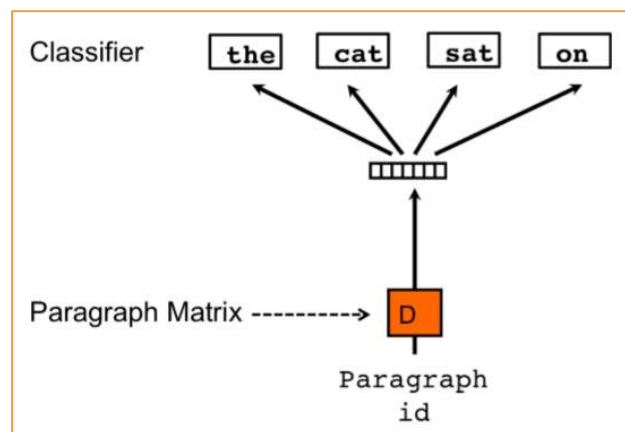 Classifier the cat sat on
Paragraph Matrix D
Paragraph
id